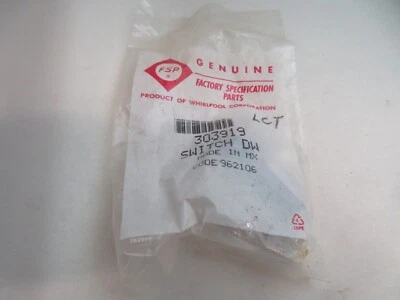 FSP
GENUINE
FACTORY SPECIFICATION
PARTS
PRODUCT OF WHIRLPOOL CORPORATION
LCT
303919
SWITCH DW
MADE IN MX
CODE 962106